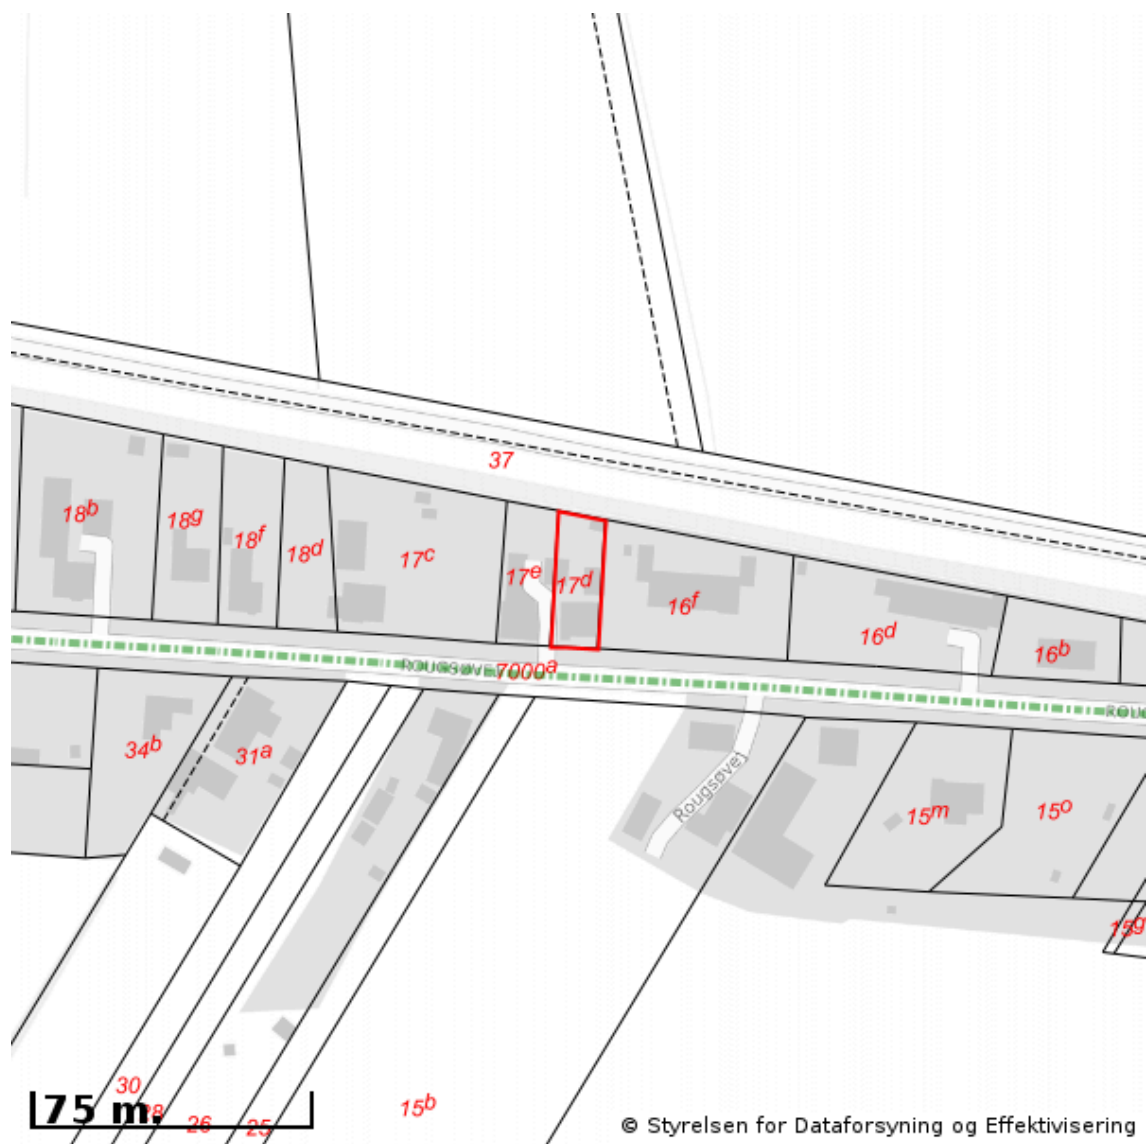 37
18b
18g
18f
18d
17c
17e
17d
16f
16d
16b
ROUGSØVEJ
7000a
34b
31a
Rougsøvej
15m
15o
15g
30
28
26
25
15b
75 m.
© Styrelsen for Dataforsyning og Effektivisering